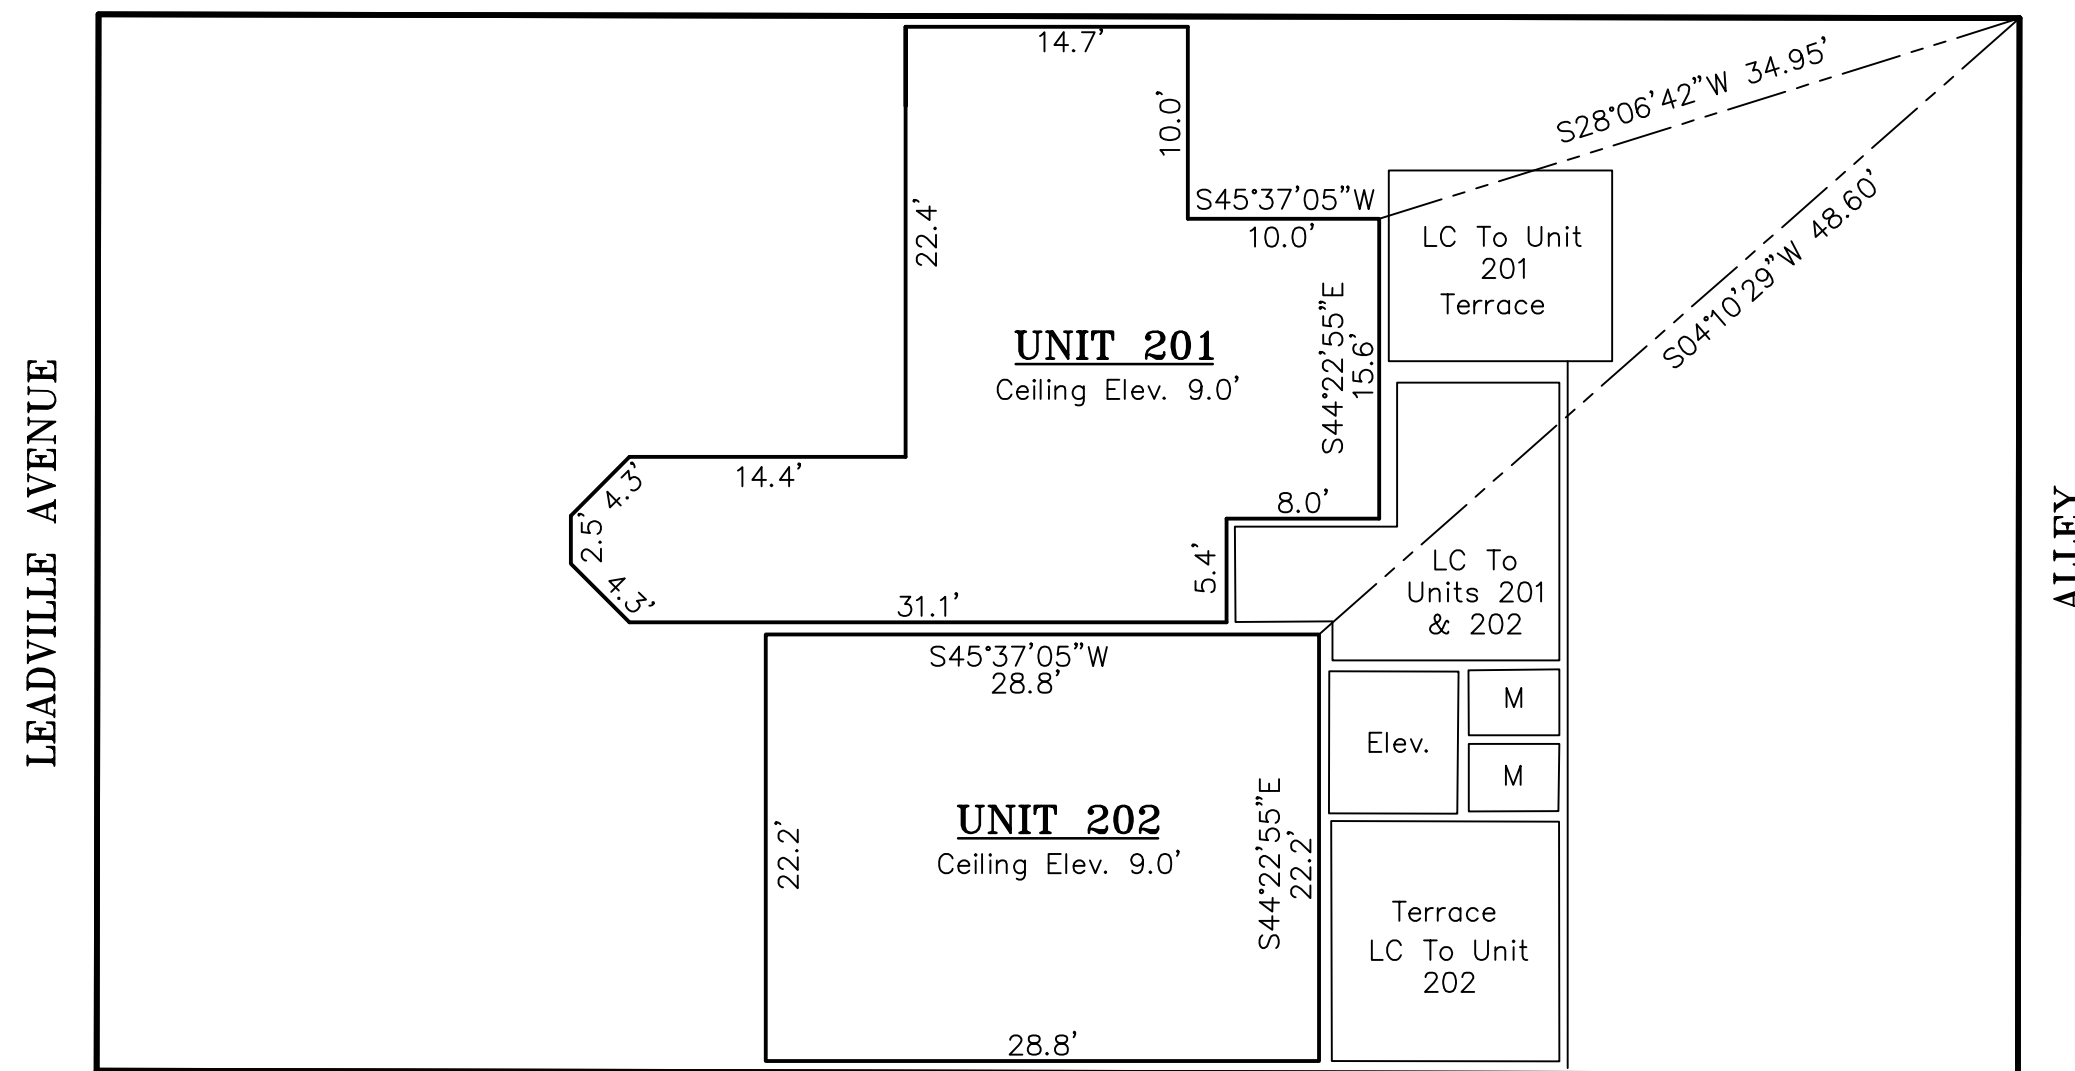 14.7'
S28°06'42"W 34.95'
10.0'
S45°37'05"W
10.0'
22.4'
LC To Unit
201
Terrace
S04°10'29"W 48.60'
S44°22'55"E
15.6'
UNIT 201
Ceiling Elev. 9.0'
LEADVILLE AVENUE
ALLEY
14.4'
4.3'
2.5'
4.3'
8.0'
5.4'
31.1'
LC To
Units 201
& 202
S45°37'05"W
28.8'
M
Elev.
M
UNIT 202
Ceiling Elev. 9.0'
22.2'
S44°22'55"E
22.2'
Terrace
LC To Unit
202
28.8'